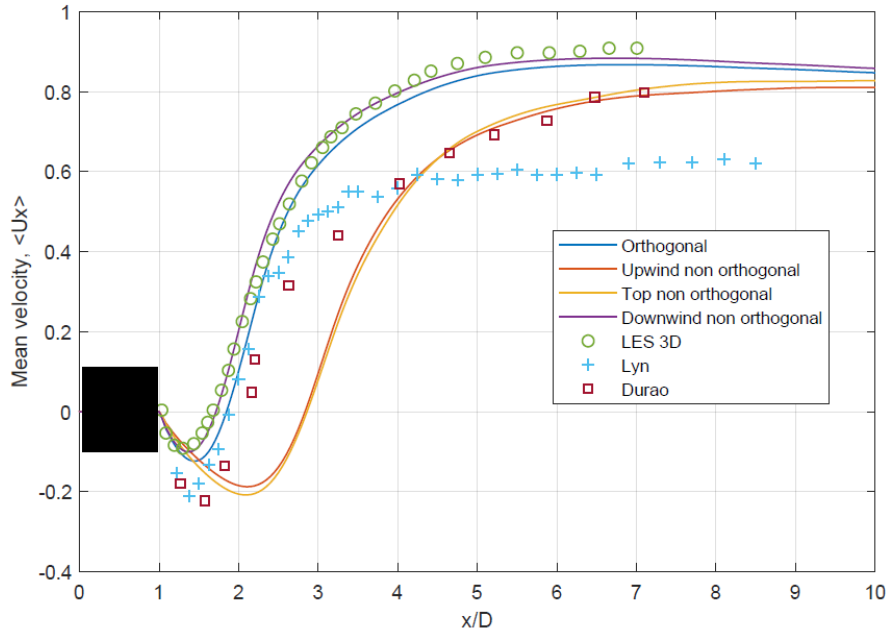 1
0.8
0.6
0.4
0.2
0
-0.2
-0.4
Mean velocity, <Ux>
Orthogonal
Upwind non orthogonal
Top non orthogonal
Downwind non orthogonal
LES 3D
Lyn
Durao
0 1 2 3 4 5 6 7 8 9 10
x/D